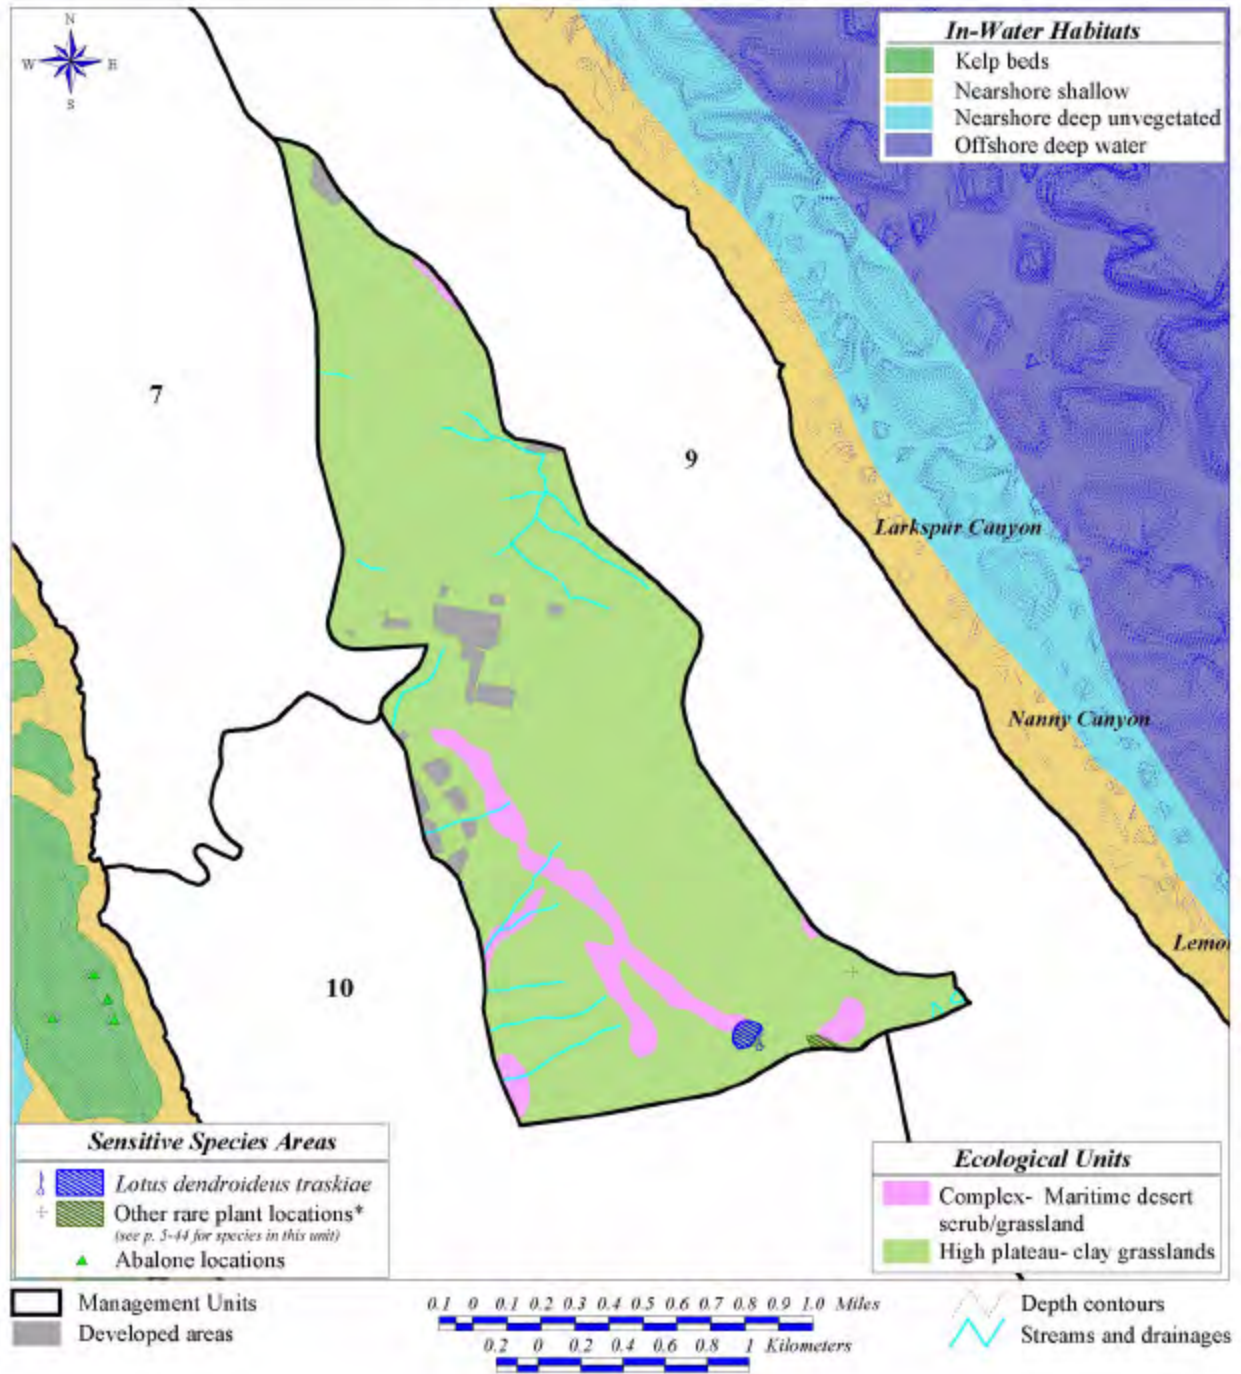 N
W E
S
In-Water Habitats
Kelp beds
Nearshore shallow
Nearshore deep unvegetated
Offshore deep water
7
9
Larkspur Canyon
Nanny Canyon
Lemo
10
Sensitive Species Areas
Lotus dendroideus traskiae
Other rare plant locations*
(see p. 5-44 for species in this unit)
Abalone locations
Ecological Units
Complex- Maritime desert
scrub/grassland
High plateau- clay grasslands
Management Units
Developed areas
0.1 0 0.1 0.2 0.3 0.4 0.5 0.6 0.7 0.8 0.9 1.0 Miles
0.2 0 0.2 0.4 0.6 0.8 1 Kilometers
Depth contours
Streams and drainages